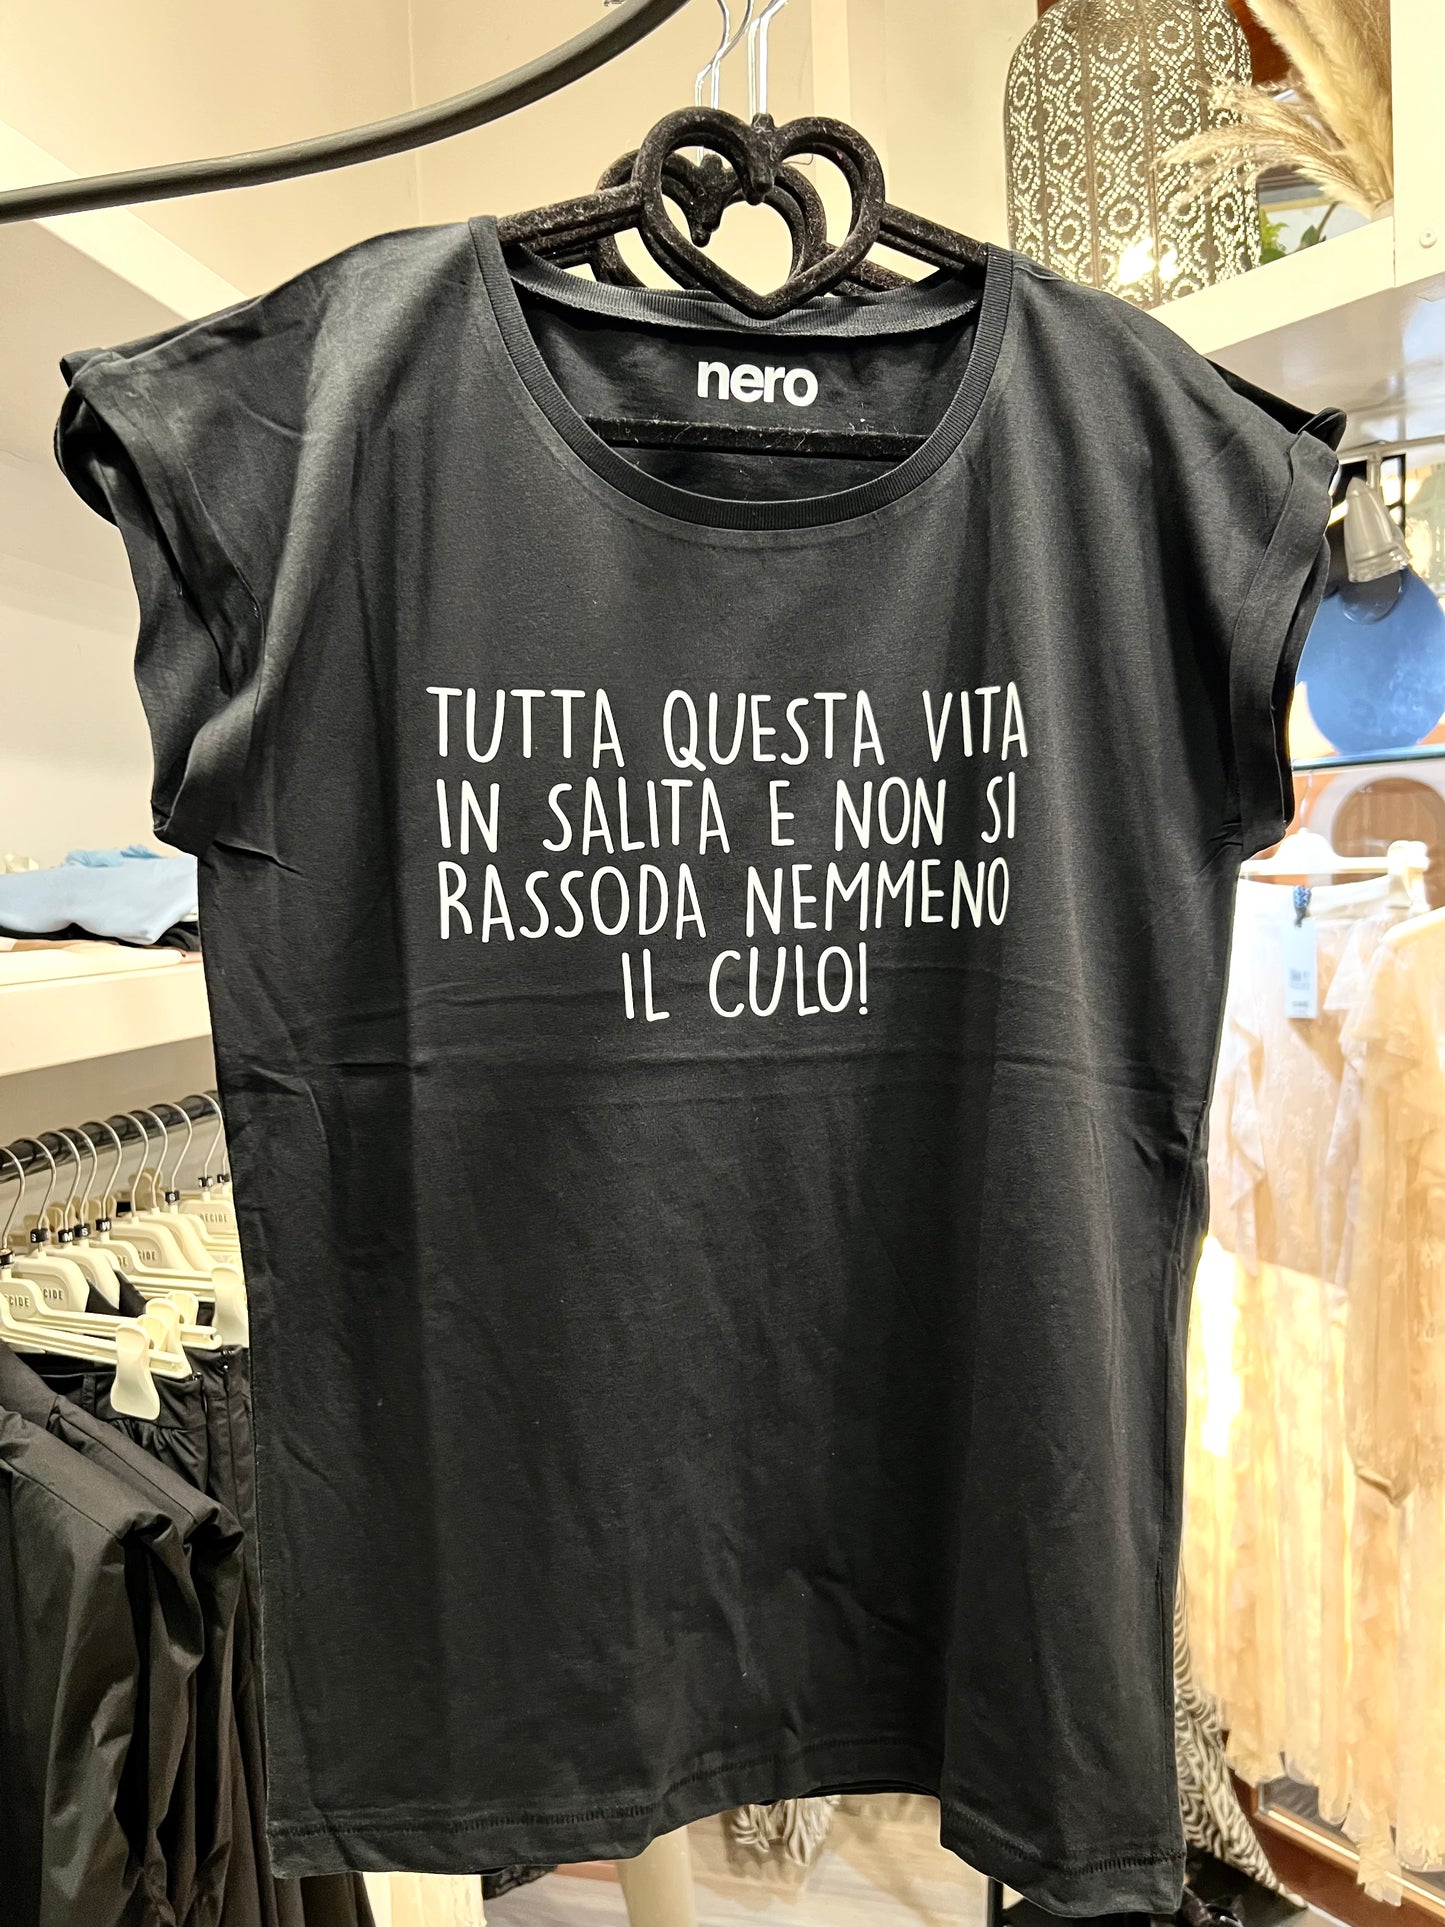 nero
TUTTA QUESTA VITA
IN SALITA E NON SI
RASSODA NEMMENO
IL CULO!